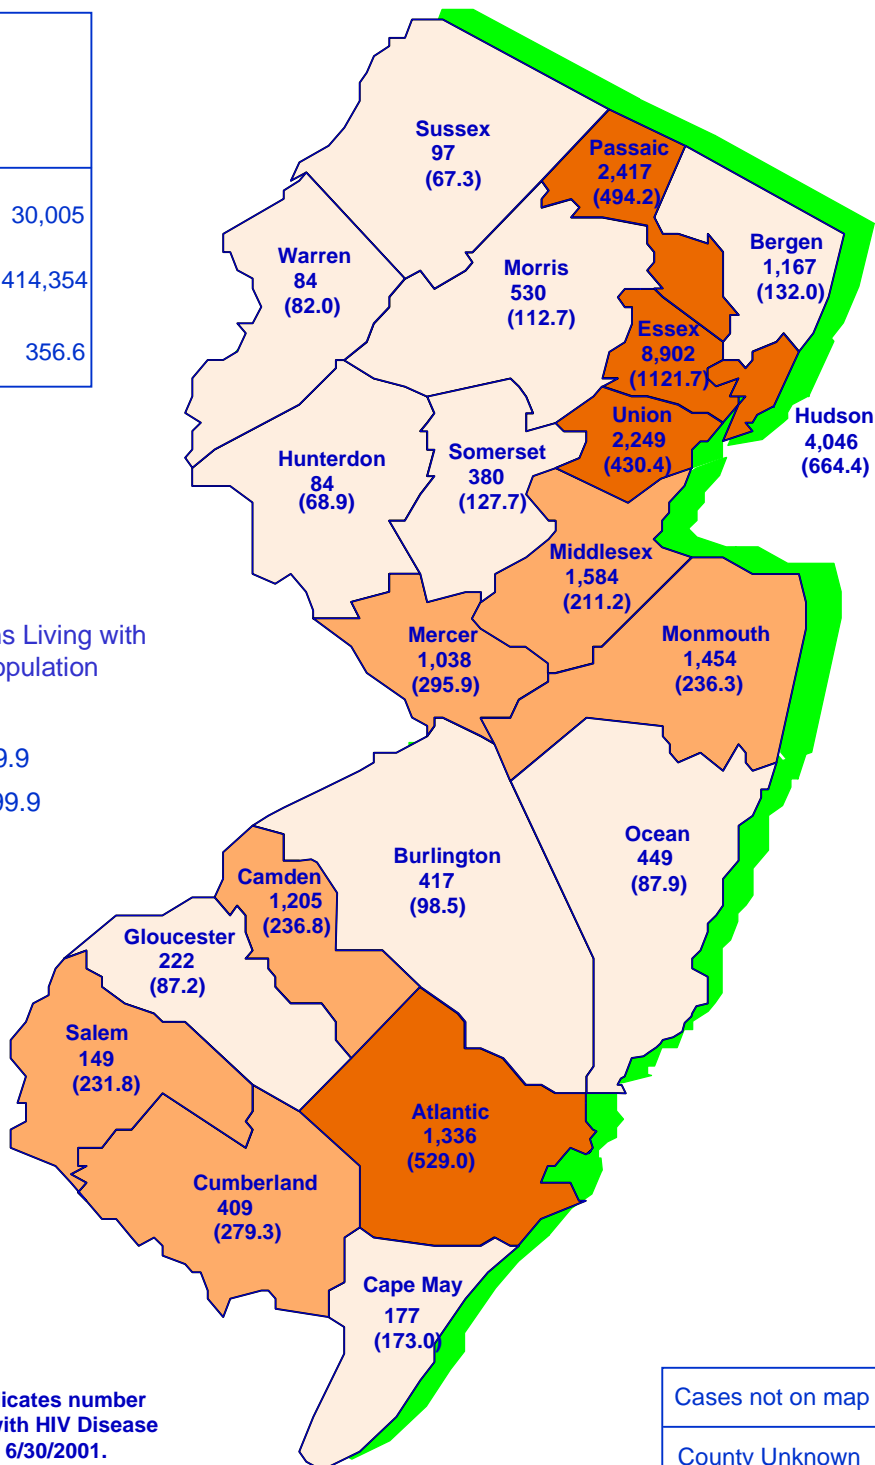 30,005
414,354
356.6
Sussex
97
(67.3)
Passaic
2,417
(494.2)
Bergen
1,167
(132.0)
Warren
84
(82.0)
Morris
530
(112.7)
Essex
8,902
(1121.7)
Hudson
4,046
(664.4)
Union
2,249
(430.4)
Hunterdon
84
(68.9)
Somerset
380
(127.7)
Middlesex
1,584
(211.2)
Mercer
1,038
(295.9)
Monmouth
1,454
(236.3)
s Living with
opulation
9.9
99.9
Burlington
417
(98.5)
Ocean
449
(87.9)
Camden
1,205
(236.8)
Gloucester
222
(87.2)
Salem
149
(231.8)
Atlantic
1,336
(529.0)
Cumberland
409
(279.3)
Cape May
177
(173.0)
icates number
with HIV Disease
6/30/2001.
Cases not on map
County Unknown